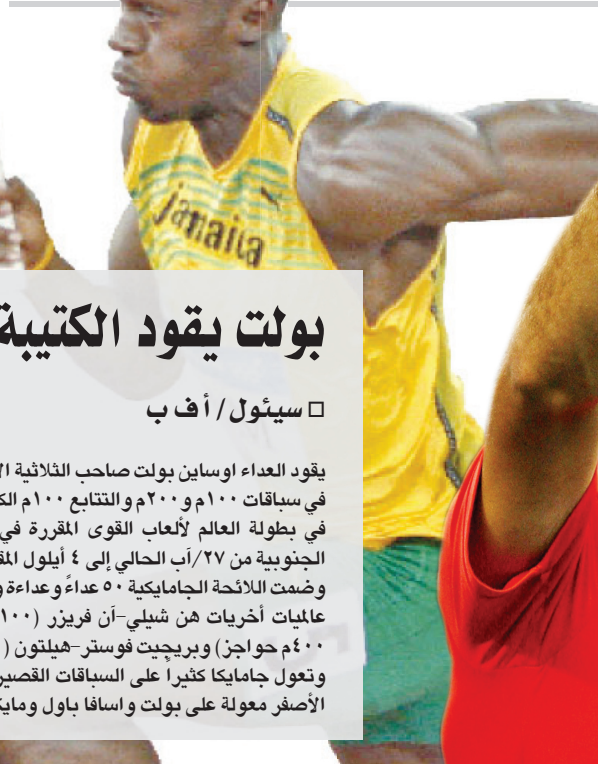 jamaica
بولت يقود الكتيبة
□ سيئول / أ ف ب
يقود العداء اوساين بولت صاحب الثلاثية
في سباقات ١٠٠م و٢٠٠م والتتابع ١٠٠م
في بطولة العالم لألعاب القوى المقررة في
الجنوبية من ٢٧/آب الحالي إلى ٤ أيلول
وضمت اللائحة الجامايكية ٥٠ عداءً وعداءة
عالميات أخريات هن شيلي-آن فريزر (١٠٠
٤٠٠م حواجز) وبريجيت فوستر-هيلتون (
وتعول جامايكا كثيراً على السباقات
الأصفر معولة على بولت واسافا باول